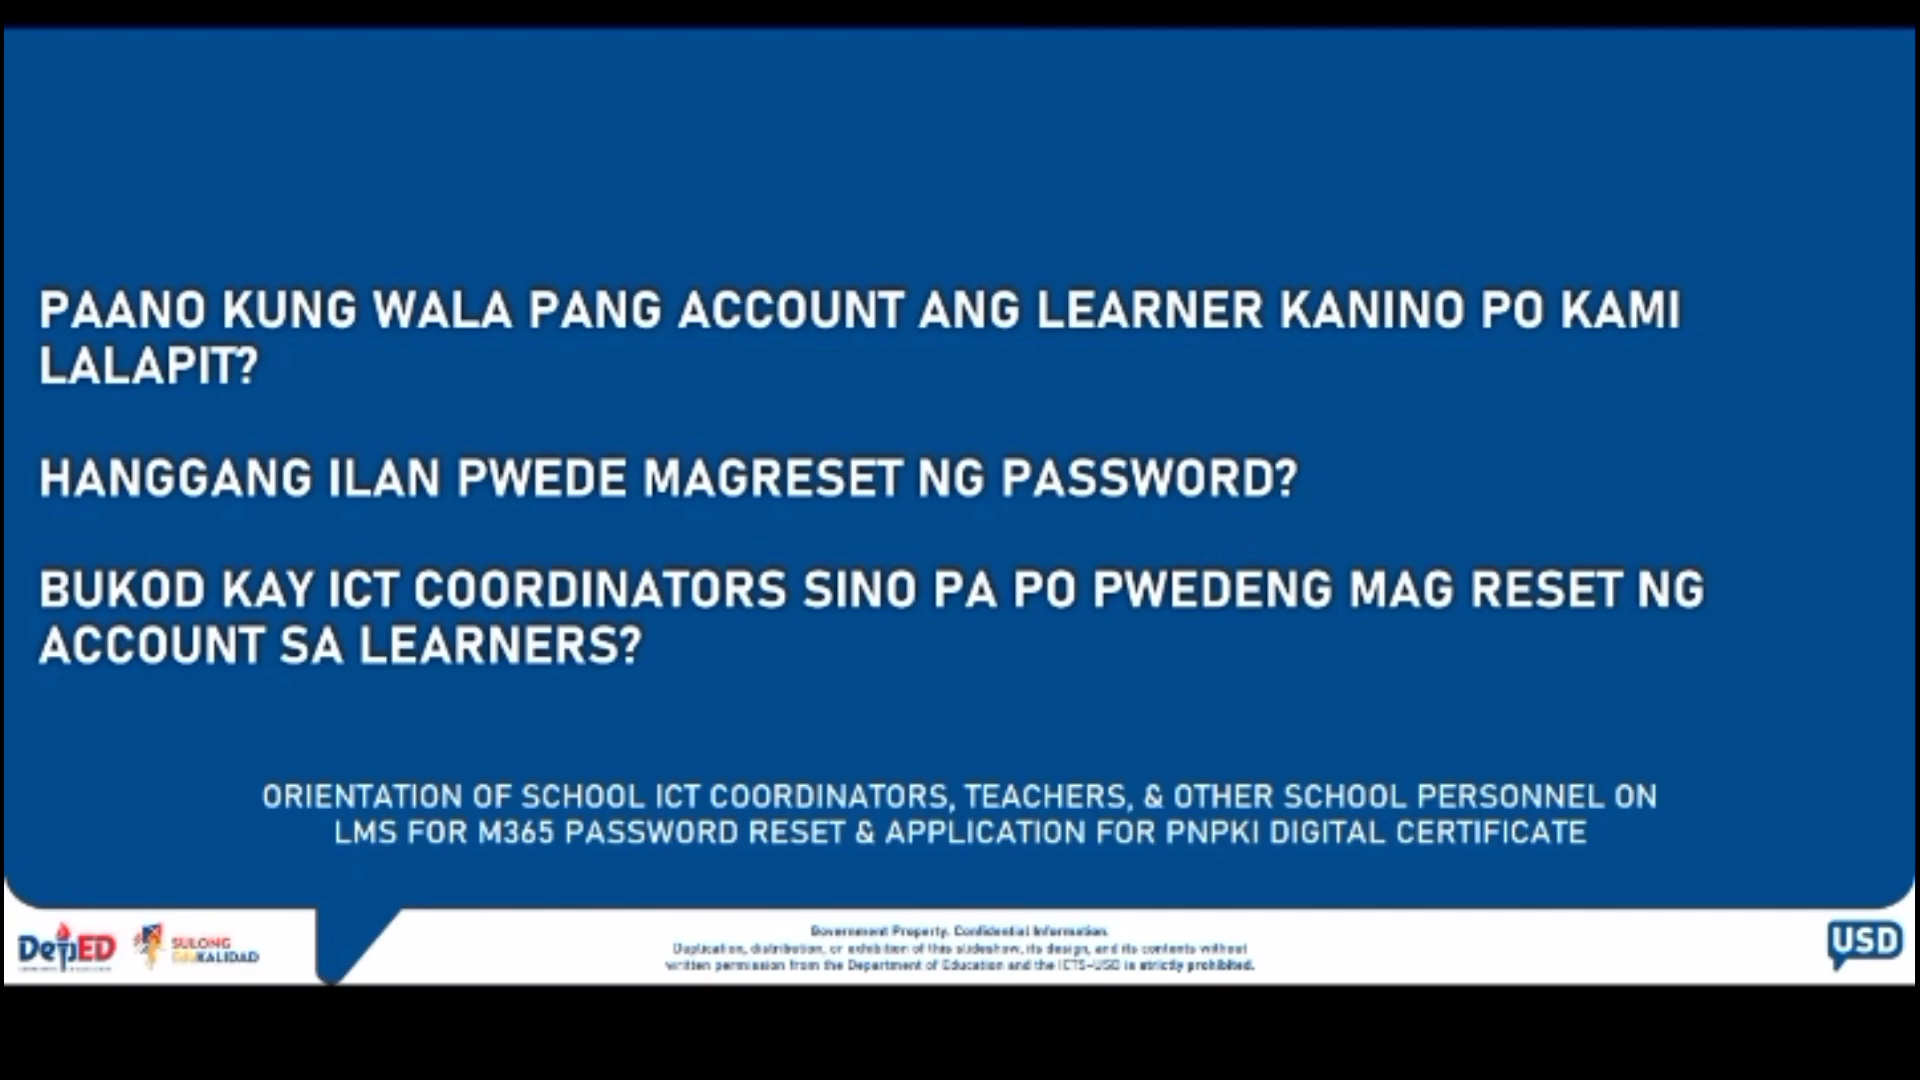 PAANO KUNG WALA PANG ACCOUNT ANG LEARNER KANINO PO KAMI
LALAPIT?
HANGGANG ILAN PWEDE MAGRESET NG PASSWORD?
BUKOD KAY ICT COORDINATORS SINO PA PO PWEDENG MAG RESET NG
ACCOUNT SA LEARNERS?
ORIENTATION OF SCHOOL ICT COORDINATORS, TEACHERS, & OTHER SCHOOL PERSONNEL ON
LMS FOR M365 PASSWORD RESET & APPLICATION FOR PNPKI DIGITAL CERTIFICATE
DepED
SULONG
EduKALIDAD
Government Property. Confidential Information.
Duplication, distribution, or exhibition of this slideshow, its design, and its contents without
written permission from the Department of Education and the ICTS-USD is strictly prohibited.
USD